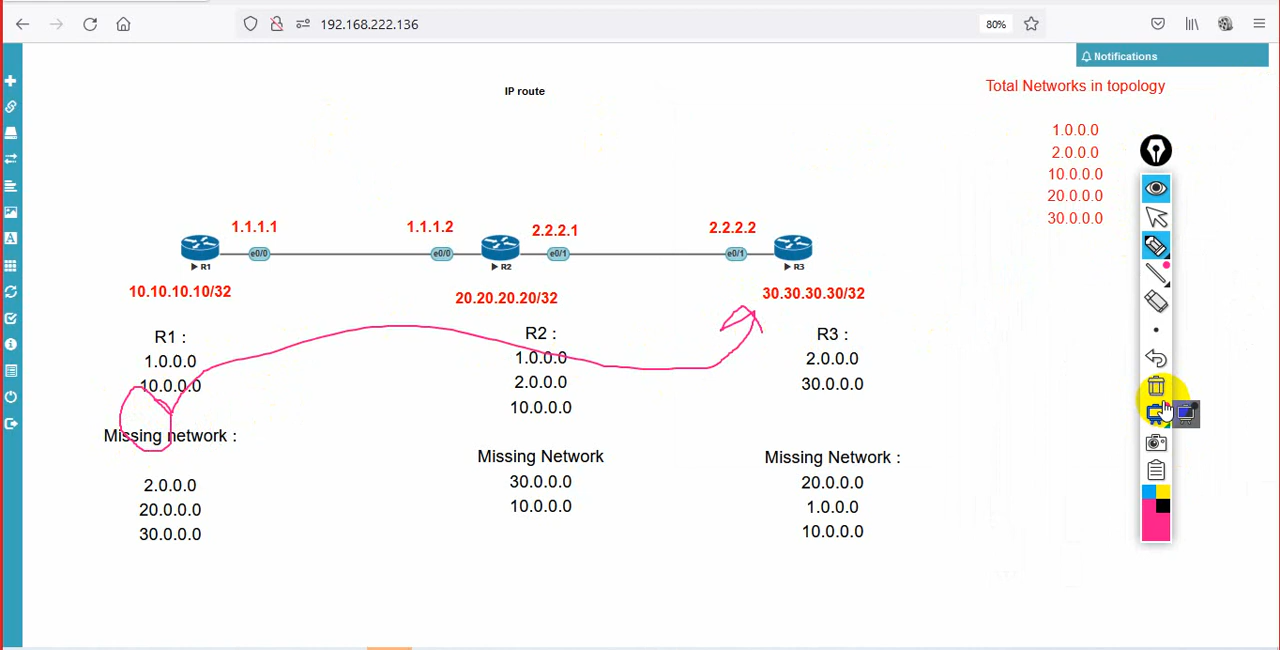 192.168.222.136
80%
Notifications
IP route
Total Networks in topology
1.0.0.0
2.0.0.0
10.0.0.0
20.0.0.0
30.0.0.0
1.1.1.1
1.1.1.2
2.2.2.1
2.2.2.2
e0/0
e0/0
e0/1
e0/1
R1
R2
R3
10.10.10.10/32
20.20.20.20/32
30.30.30.30/32
R1 :
1.0.0.0
10.0.0.0
Missing network :
2.0.0.0
20.0.0.0
30.0.0.0
R2 :
1.0.0.0
2.0.0.0
10.0.0.0
Missing Network
30.0.0.0
10.0.0.0
R3 :
2.0.0.0
30.0.0.0
Missing Network :
20.0.0.0
1.0.0.0
10.0.0.0